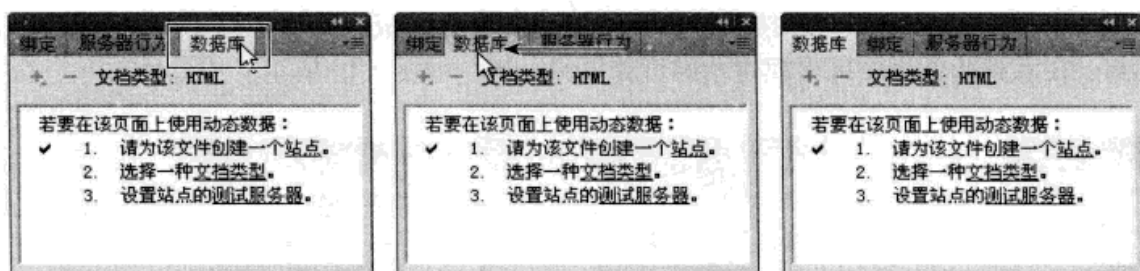 绑定 服务器行为 数据库
文档类型: HTML
若要在该页面上使用动态数据:
✔ 1. 请为该文件创建一个站点。
2. 选择一种文档类型。
3. 设置站点的测试服务器。
绑定 数据库 服务器行为
文档类型: HTML
若要在该页面上使用动态数据:
✔ 1. 请为该文件创建一个站点。
2. 选择一种文档类型。
3. 设置站点的测试服务器。
数据库 绑定 服务器行为
文档类型: HTML
若要在该页面上使用动态数据:
✔ 1. 请为该文件创建一个站点。
2. 选择一种文档类型。
3. 设置站点的测试服务器。